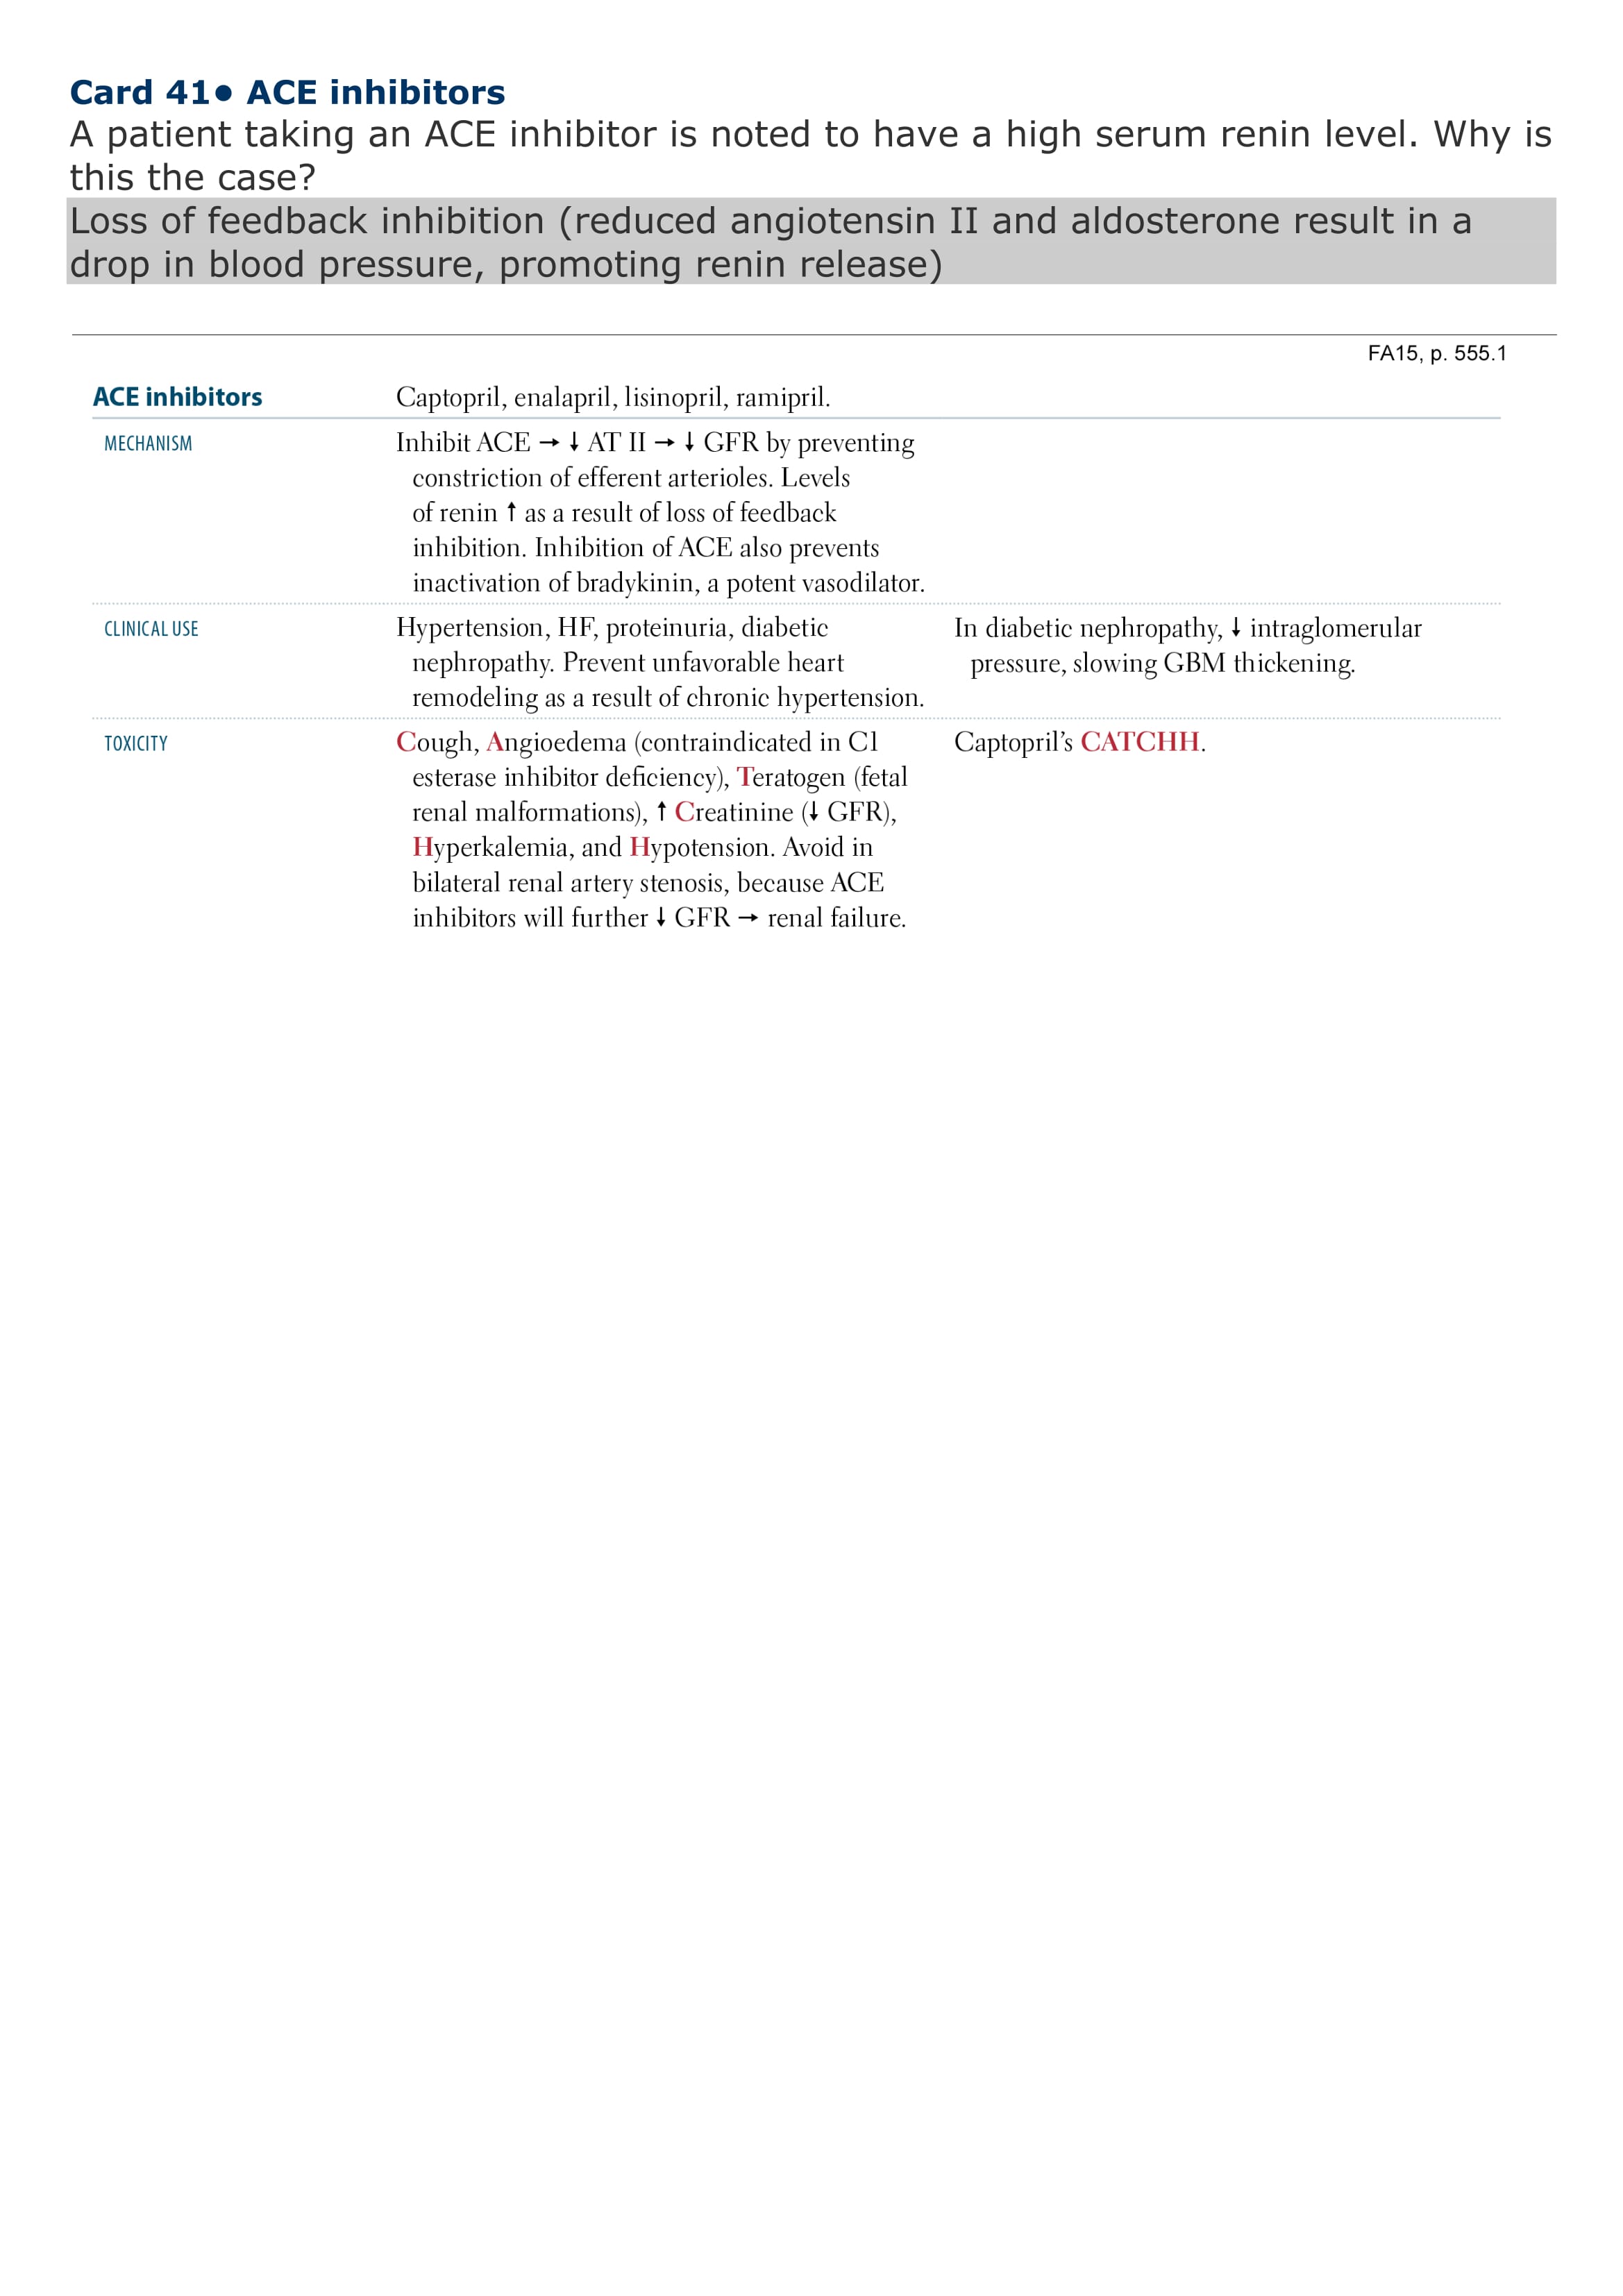 Card 41• ACE inhibitors
A patient taking an ACE inhibitor is noted to have a high serum renin level. Why is
this the case?
Loss of feedback inhibition (reduced angiotensin II and aldosterone result in a
drop in blood pressure, promoting renin release)
FA15, p. 555.1
ACE inhibitors Captopril, enalapril, lisinopril, ramipril.
MECHANISM Inhibit ACE → ↓ AT II → ↓ GFR by preventing
constriction of efferent arterioles. Levels
of renin ↑ as a result of loss of feedback
inhibition. Inhibition of ACE also prevents
inactivation of bradykinin, a potent vasodilator.
CLINICAL USE Hypertension, HF, proteinuria, diabetic
nephropathy. Prevent unfavorable heart
remodeling as a result of chronic hypertension.
In diabetic nephropathy, ↓ intraglomerular
pressure, slowing GBM thickening.
TOXICITY Cough, Angioedema (contraindicated in C1
esterase inhibitor deficiency), Teratogen (fetal
renal malformations), ↑ Creatinine (↓ GFR),
Hyperkalemia, and Hypotension. Avoid in
bilateral renal artery stenosis, because ACE
inhibitors will further ↓ GFR → renal failure.
Captopril's CATCHH.